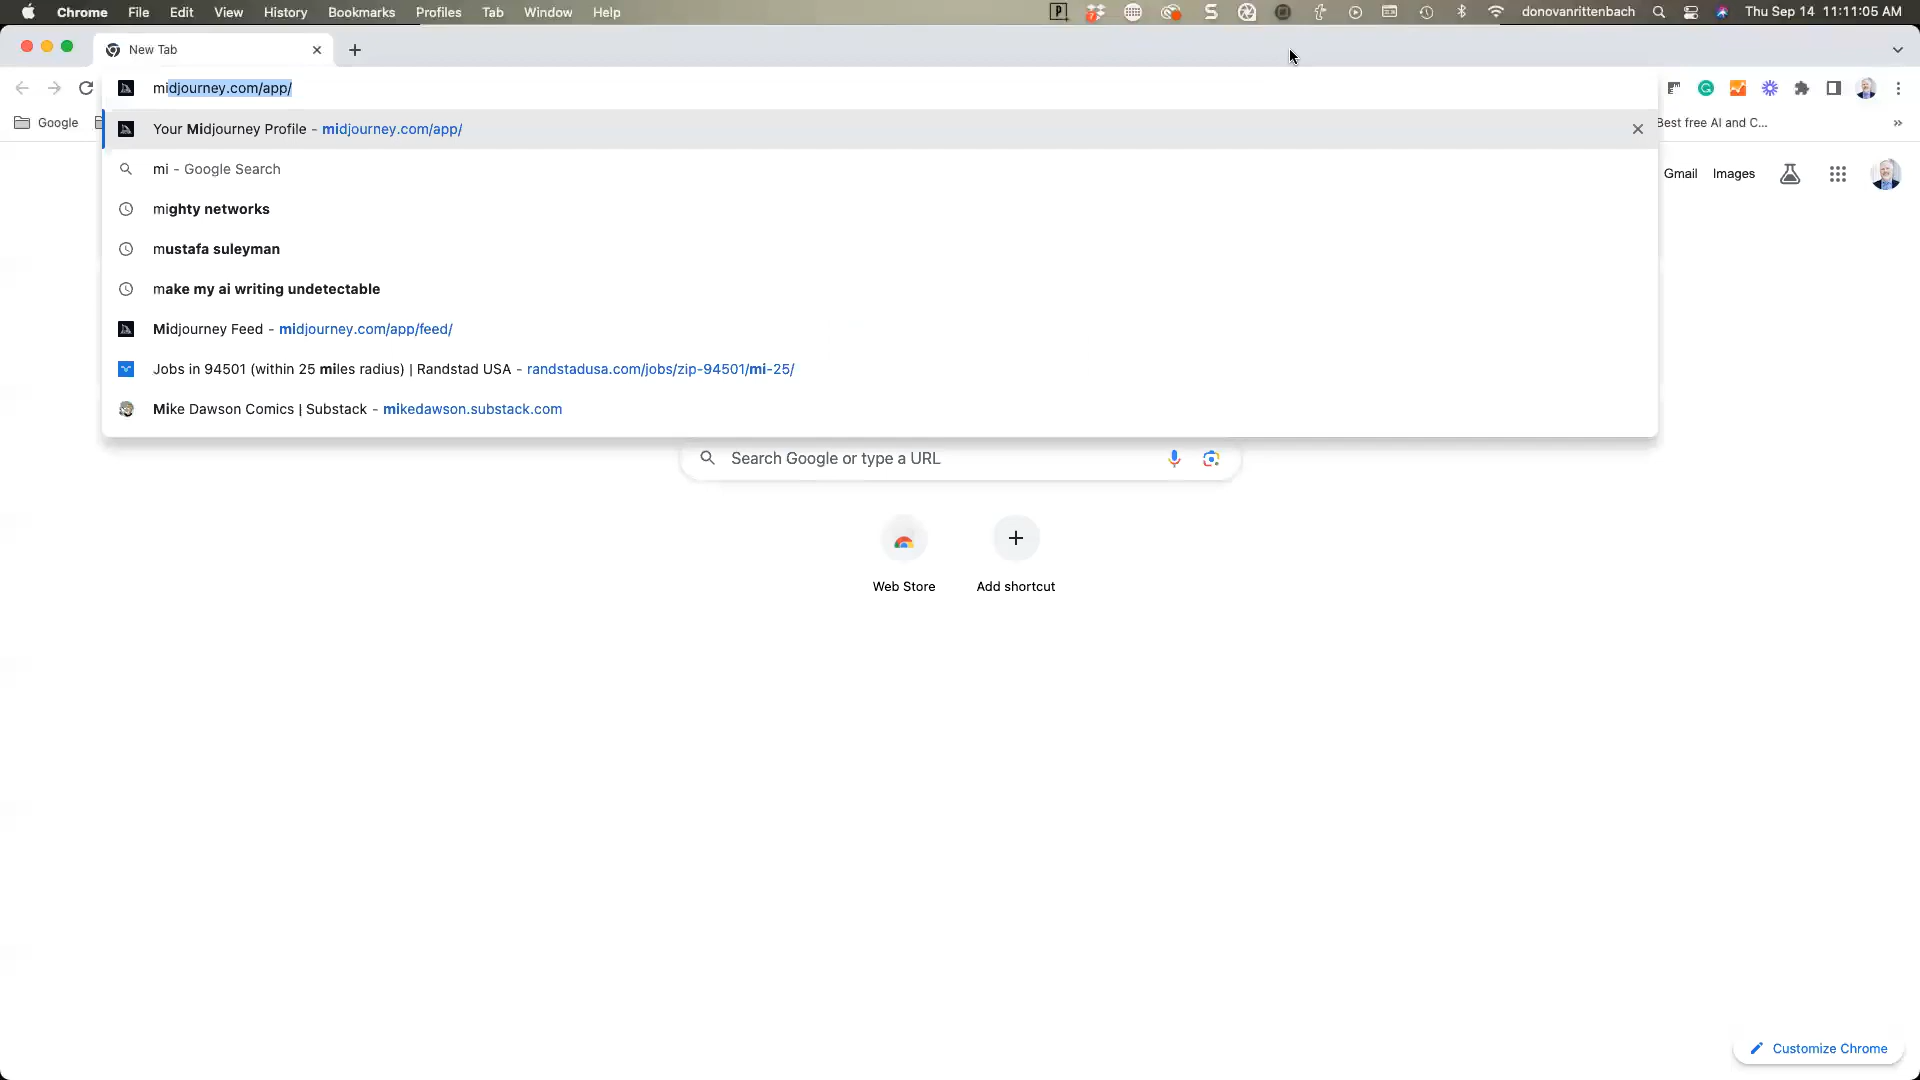 Chrome File Edit View History Bookmarks Profiles Tab Window Help donovanrittenbach Thu Sep 14 11:11:05 AM
New Tab
midjourney.com/app/
Google
Your Midjourney Profile - midjourney.com/app/
Best free AI and C...
mi - Google Search
Gmail Images
mighty networks
mustafa suleyman
make my ai writing undetectable
Midjourney Feed - midjourney.com/app/feed/
Jobs in 94501 (within 25 miles radius) | Randstad USA - randstadusa.com/jobs/zip-94501/mi-25/
Mike Dawson Comics | Substack - mikedawson.substack.com
Search Google or type a URL
Web Store Add shortcut
Customize Chrome